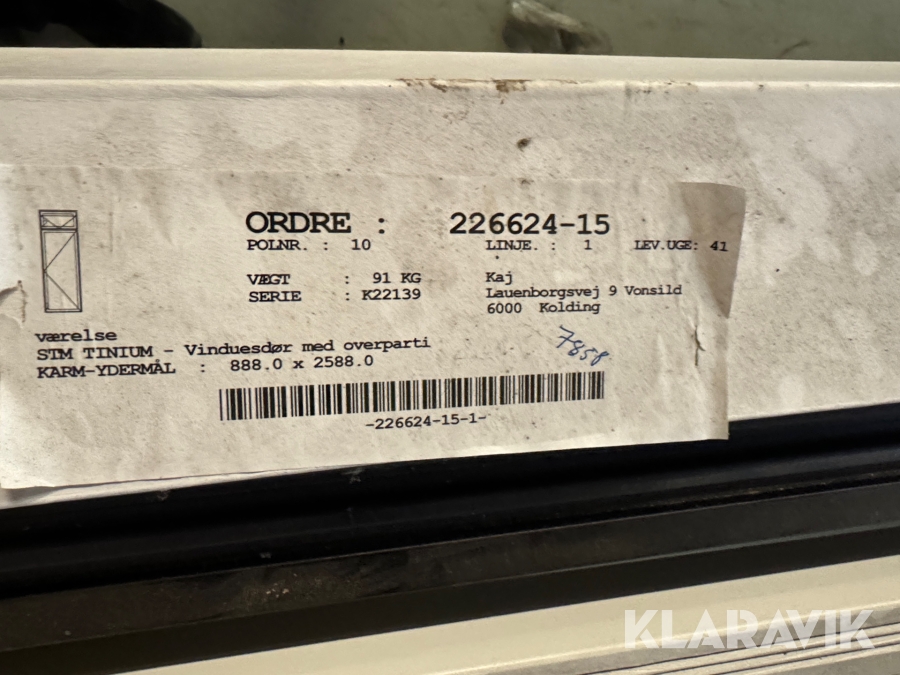 ORDRE : 226624-15
POLNR. : 10 LINJE. : 1 LEV.UGE: 41
VÆGT : 91 KG Kaj
SERIE : K22139 Lauenborgsvej 9 Vonsild
6000 Kolding
værelse
STM TINIUM - Vinduesdør med overparti
KARM-YDERMÅL : 888.0 x 2588.0
7858
-226624-15-1-
KLARAVIK